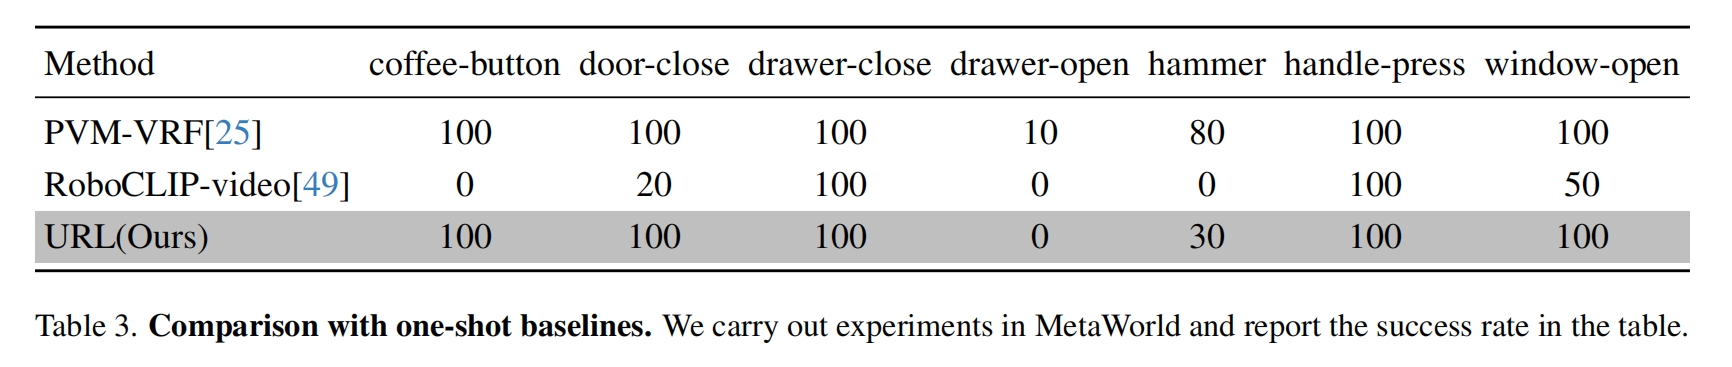 Method coffee-button door-close drawer-close drawer-open hammer handle-press window-open
PVM-VRF[25] 100 100 100 10 80 100 100
RoboCLIP-video[49] 0 20 100 0 0 100 50
URL(Ours) 100 100 100 0 30 100 100
Table 3. Comparison with one-shot baselines. We carry out experiments in MetaWorld and report the success rate in the table.